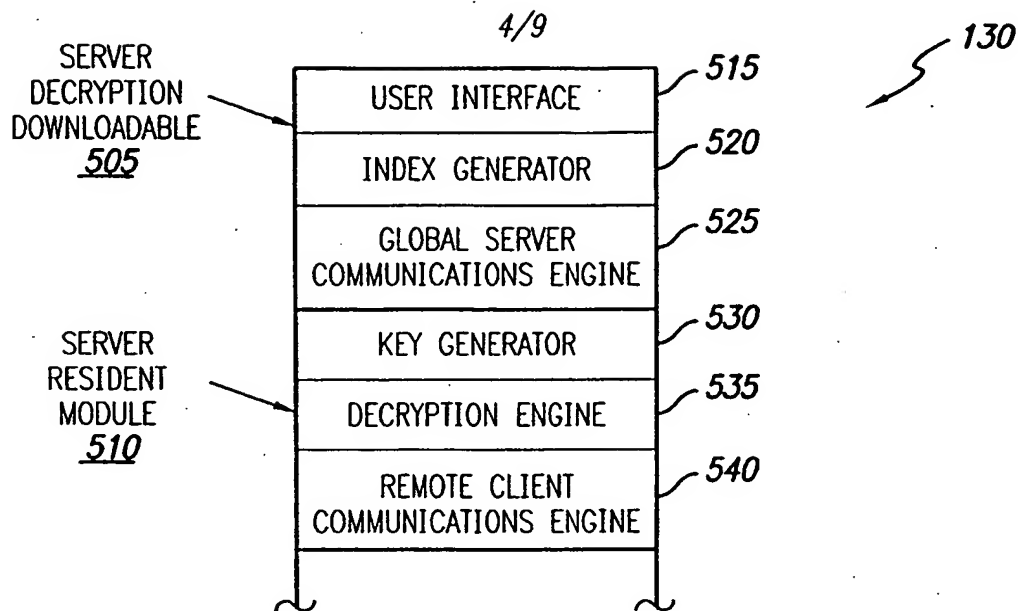 4/9
130
SERVER
DECRYPTION
DOWNLOADABLE
505
USER INTERFACE
515
INDEX GENERATOR
520
GLOBAL SERVER
COMMUNICATIONS ENGINE
525
SERVER
RESIDENT
MODULE
510
KEY GENERATOR
530
DECRYPTION ENGINE
535
REMOTE CLIENT
COMMUNICATIONS ENGINE
540